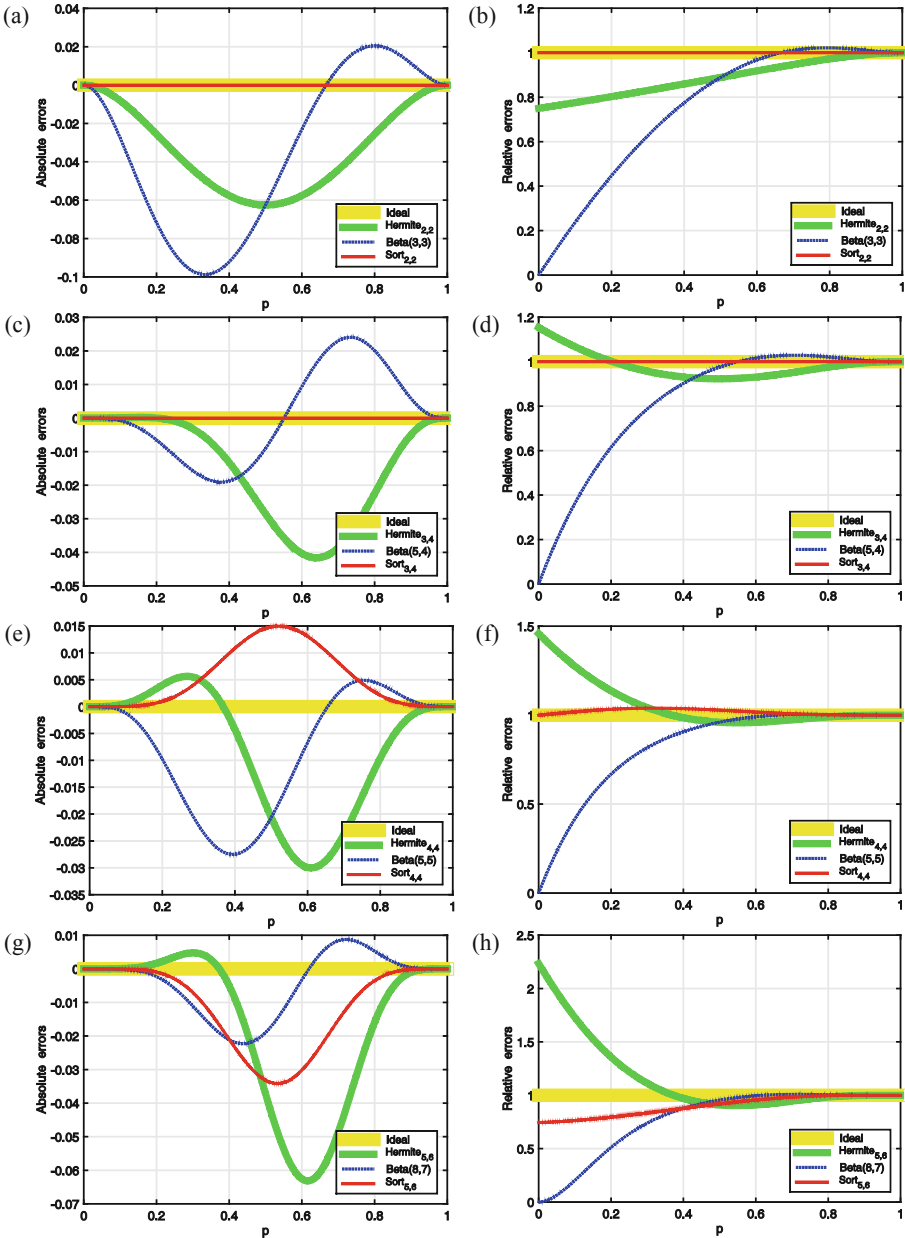 (a)
Absolute errors
0.04
0.02
0
-0.02
-0.04
-0.06
-0.08
-0.1
0
0.2
0.4
0.6
0.8
1
p
Ideal
Hermite2,2
Beta(3,3)
Sort2,2
(b)
Relative errors
1.2
1
0.8
0.6
0.4
0.2
0
0
0.2
0.4
0.6
0.8
1
p
Ideal
Hermite2,2
Beta(3,3)
Sort2,2
(c)
Absolute errors
0.03
0.02
0.01
0
-0.01
-0.02
-0.03
-0.04
-0.05
0
0.2
0.4
0.6
0.8
1
p
Ideal
Hermite3,4
Beta(5,4)
Sort3,4
(d)
Relative errors
1.2
1
0.8
0.6
0.4
0.2
0
0
0.2
0.4
0.6
0.8
1
p
Ideal
Hermite3,4
Beta(5,4)
Sort3,4
(e)
Absolute errors
0.015
0.01
0.005
0
-0.005
-0.01
-0.015
-0.02
-0.025
-0.03
-0.035
0
0.2
0.4
0.6
0.8
1
p
Ideal
Hermite4,4
Beta(5,5)
Sort4,4
(f)
Relative errors
1.5
1
0.5
0
0
0.2
0.4
0.6
0.8
1
p
Ideal
Hermite4,4
Beta(5,5)
Sort4,4
(g)
Absolute errors
0.01
0
-0.01
-0.02
-0.03
-0.04
-0.05
-0.06
-0.07
0
0.2
0.4
0.6
0.8
1
p
Ideal
Hermite5,6
Beta(8,7)
Sort5,6
(h)
Relative errors
2.5
2
1.5
1
0.5
0
0
0.2
0.4
0.6
0.8
1
p
Ideal
Hermite5,6
Beta(8,7)
Sort5,6